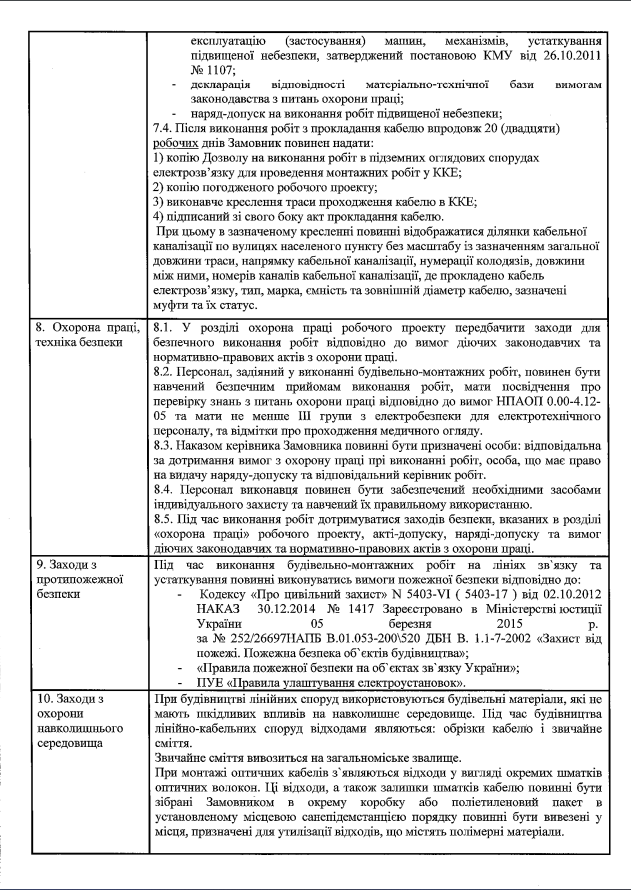 експлуатацію (застосування) машин, механізмів, устаткування
підвищеної небезпеки, затверджений постановою КМУ від 26.10.2011
№ 1107;
- декларація відповідності матеріально-технічної бази вимогам
законодавства з питань охорони праці;
- наряд-допуск на виконання робіт підвищеної небезпеки;
7.4. Після виконання робіт з прокладання кабелю впродовж 20 (двадцяти)
робочих днів Замовник повинен надати:
1) копію Дозволу на виконання робіт в підземних оглядових спорудах
електрозв’язку для проведення монтажних робіт у ККЕ;
2) копію погодженого робочого проекту;
3) виконавче креслення траси проходження кабелю в ККЕ;
4) підписаний зі свого боку акт прокладання кабелю.
При цьому в зазначеному кресленні повинні відображатися ділянки кабельної
каналізації по вулицях населеного пункту без масштабу із зазначенням загальної
довжини траси, напрямку кабельної каналізації, нумерації колодязів, довжини
між ними, номерів каналів кабельної каналізації, де прокладено кабель
електрозв’язку, тип, марка, ємність та зовнішній діаметр кабелю, зазначені
муфти та їх статус.
8. Охорона праці,
техніка безпеки
8.1. У розділі охорона праці робочого проекту передбачити заходи для
безпечного виконання робіт відповідно до вимог діючих законодавчих та
нормативно-правових актів з охорони праці.
8.2. Персонал, задіяний у виконанні будівельно-монтажних робіт, повинен бути
навчений безпечним прийомам виконання робіт, мати посвідчення про
перевірку знань з питань охорони праці відповідно до вимог НПАОП 0.00-4.12-
05 та мати не менше III групи з електробезпеки для електротехнічного
персоналу, та відмітки про проходження медичного огляду.
8.3. Наказом керівника Замовника повинні бути призначені особи: відповідальна
за дотримання вимог з охорону праці прі виконанні робіт, особа, що має право
на видачу наряду-допуску та відповідальний керівник робіт.
8.4. Персонал виконавця повинен бути забезпечений необхідними засобами
індивідуального захисту та навчений їх правильному використанню.
8.5. Під час виконання робіт дотримуватися заходів безпеки, вказаних в розділі
«охорона праці» робочого проекту, акті-допуску, наряді-допуску та вимог
діючих законодавчих та нормативно-правових актів з охорони праці.
9. Заходи з
протипожежної
безпеки
Під час виконання будівельно-монтажних робіт на лініях зв`язку та
устаткування повинні виконуватись вимоги пожежної безпеки відповідно до:
- Кодексу «Про цивільний захист» N 5403-VI ( 5403-17 ) від 02.10.2012
НАКАЗ 30.12.2014 № 1417 Зареєстровано в Міністерстві юстиції
України 05 березня 2015 р.
за № 252/26697НАПБ В.01.053-200\520 ДБН В. 1.1-7-2002 «Захист від
пожежі. Пожежна безпека об`єктів будівництва»;
- «Правила пожежної безпеки на об`єктах зв`язку України»;
- ПУЕ «Правила улаштування електроустановок».
10. Заходи з
охорони
навколишнього
середовища
При будівництві лінійних споруд використовуються будівельні матеріали, які не
мають шкідливих впливів на навколишнє середовище. Під час будівництва
лінійно-кабельних споруд відходами являються: обрізки кабелю і звичайне
сміття.
Звичайне сміття вивозиться на загальноміське звалище.
При монтажі оптичних кабелів з`являються відходи у вигляді окремих шматків
оптичних волокон. Ці відходи, а також залишки шматків кабелю повинні бути
зібрані Замовником в окрему коробку або поліетиленовий пакет в
установленому місцевою санепідемстанцією порядку повинні бути вивезені у
місця, призначені для утилізації відходів, що містять полімерні матеріали.